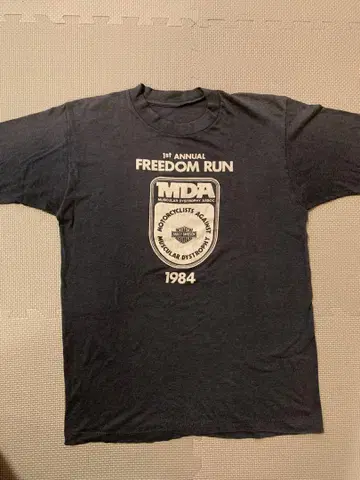 1st ANNUAL
FREEDOM RUN
MDA
MUSCULAR DYSTROPHY ASSOC.
MOTORCYCLISTS AGAINST
MUSCULAR DYSTROPHY
1984